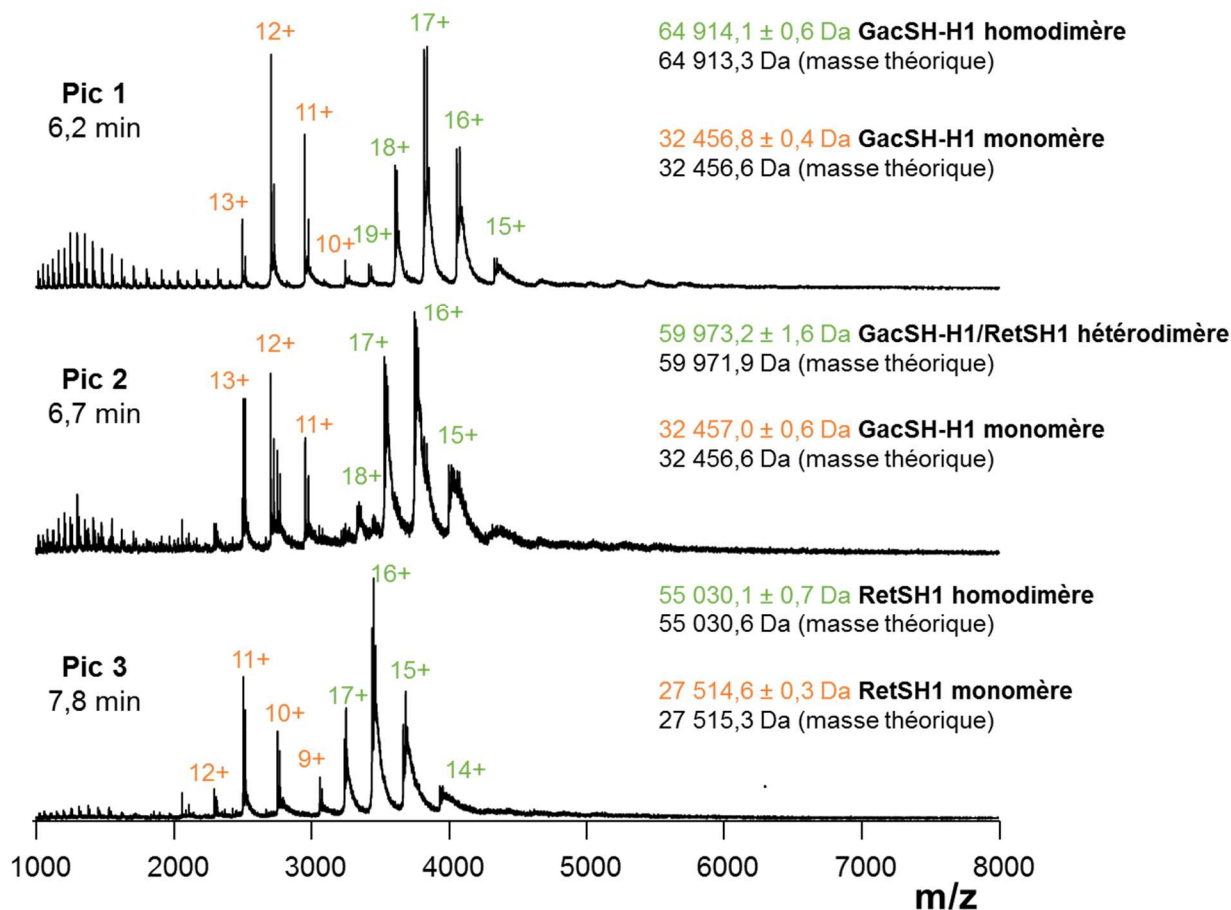 Pic 1
6,2 min
13+
12+
11+
10+
19+
18+
17+
16+
15+
64 914,1 ± 0,6 Da GacSH-H1 homodimère
64 913,3 Da (masse théorique)
32 456,8 ± 0,4 Da GacSH-H1 monomère
32 456,6 Da (masse théorique)
Pic 2
6,7 min
13+
12+
11+
18+
17+
16+
15+
59 973,2 ± 1,6 Da GacSH-H1/RetSH1 hétérodimère
59 971,9 Da (masse théorique)
32 457,0 ± 0,6 Da GacSH-H1 monomère
32 456,6 Da (masse théorique)
Pic 3
7,8 min
12+
11+
10+
9+
17+
16+
15+
14+
55 030,1 ± 0,7 Da RetSH1 homodimère
55 030,6 Da (masse théorique)
27 514,6 ± 0,3 Da RetSH1 monomère
27 515,3 Da (masse théorique)
1000 2000 3000 4000 5000 6000 7000 8000
m/z